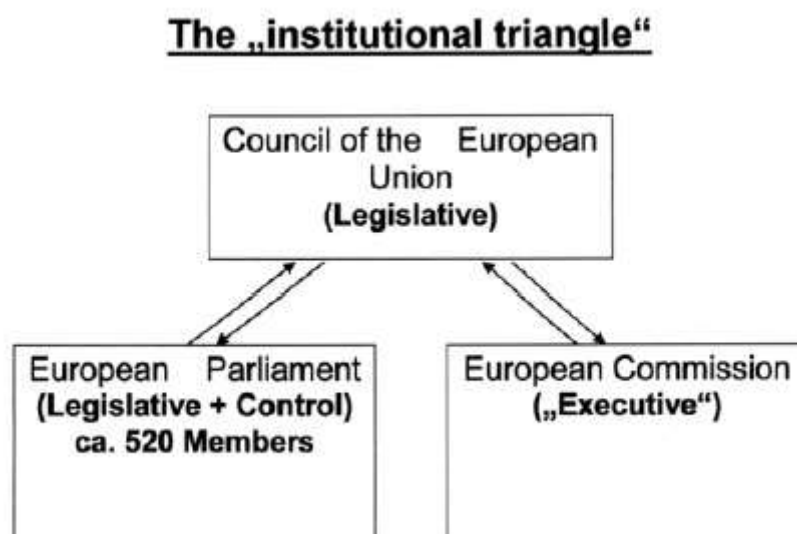 The „institutional triangle“
Council of the European
Union
(Legislative)
European Parliament
(Legislative + Control)
ca. 520 Members
European Commission
(„Executive“)